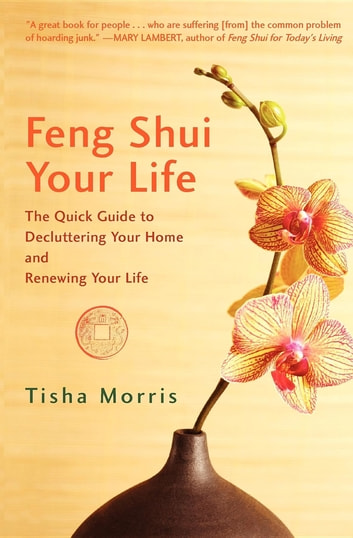 "A great book for people . . . who are suffering [from] the common problem
of hoarding junk."—MARY LAMBERT, author of Feng Shui for Today's Living
Feng Shui
Your Life
The Quick Guide to
Decluttering Your Home
and
Renewing Your Life
Tisha Morris